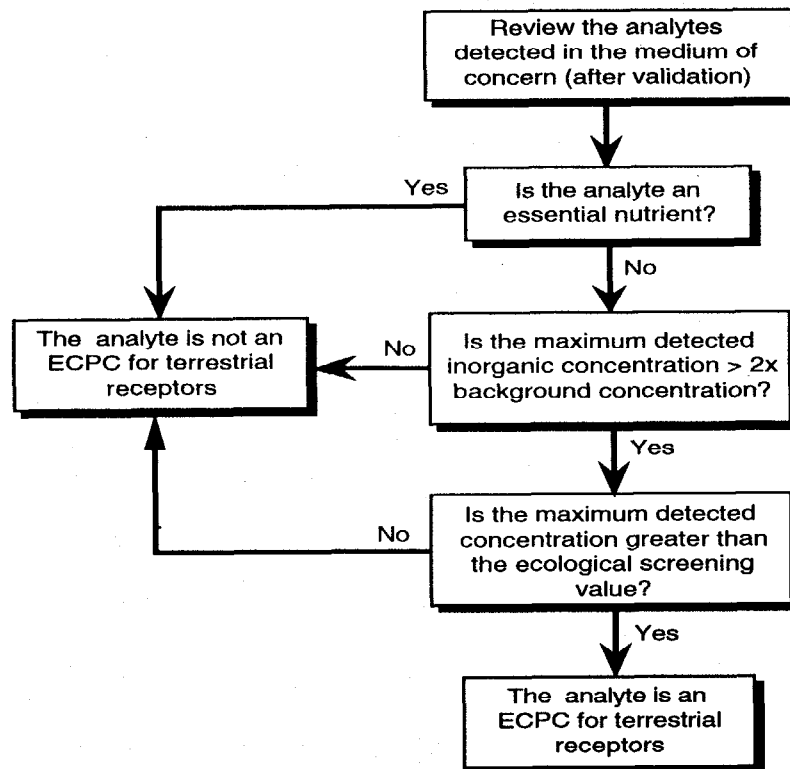 Review the analytes
detected in the medium of
concern (after validation)
Yes
Is the analyte an
essential nutrient?
No
The analyte is not an
ECPC for terrestrial
receptors
No
Is the maximum detected
inorganic concentration > 2x
background concentration?
Yes
No
Is the maximum detected
concentration greater than
the ecological screening
value?
Yes
The analyte is an
ECPC for terrestrial
receptors